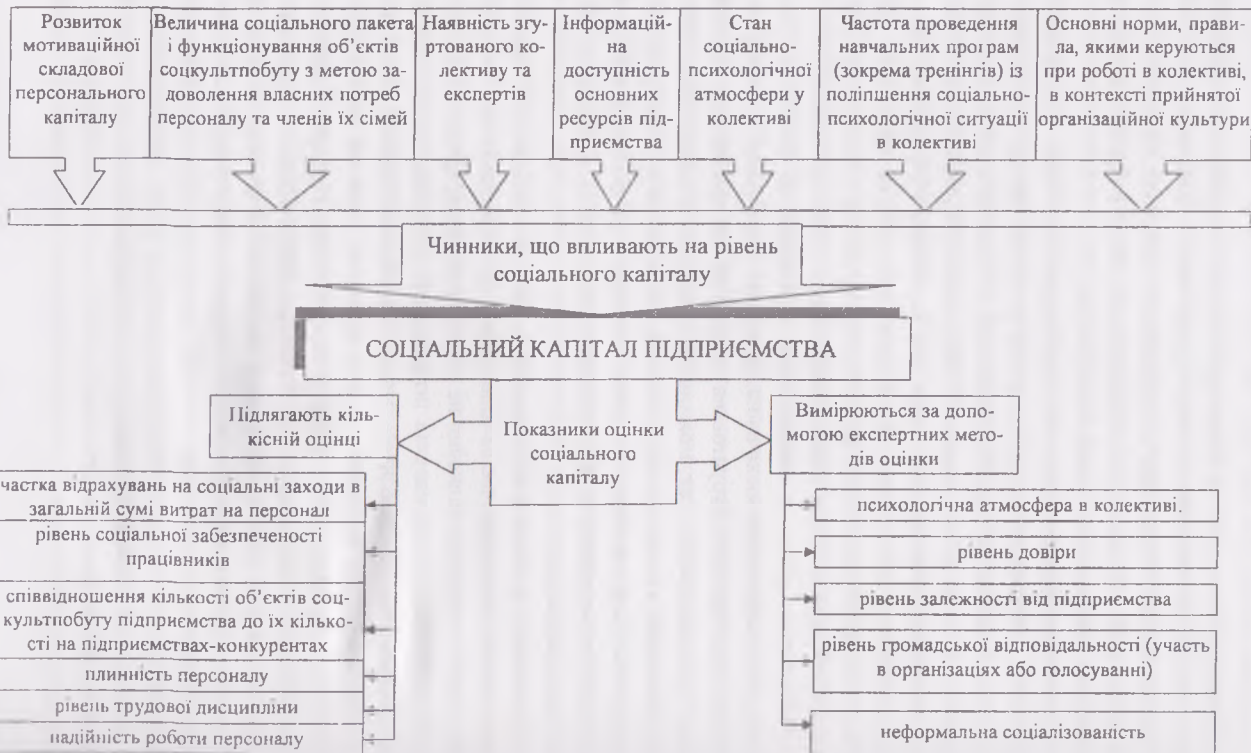 Розвиток
мотиваційної
складової
персонального
капіталу
Величина соціального пакета
і функціонування об’єктів
соцкультпобуту з метою за-
доволення власних потреб
персоналу та членів їх сімей
Наявність згу-
ртованого ко-
лективу та
експертів
Інформацій-
на
доступність
основних
ресурсів під-
приємства
Стан
соціально-
психологічної
атмосфери у
колективі
Частота проведення
навчальних програм
(зокрема тренінгів) із
поліпшення соціально-
психологічної ситуації
в колективі
Основні норми, прави-
ла, якими керуються
при роботі в колективі,
в контексті прийнятої
організаційної культури
Чинники, що впливають на рівень
соціального капіталу
СОЦІАЛЬНИЙ КАПІТАЛ ПІДПРИЄМСТВА
Підлягають кіль-
кісній оцінці
Показники оцінки
соціального
капіталу
Вимірюються за допо-
могою експертних мето-
дів оцінки
частка відрахувань на соціальні заходи в
загальній сумі витрат на персонал
рівень соціальної забезпеченості
працівників
співвідношення кількості об’єктів соц-
культпобуту підприємства до їх кілько-
сті на підприємствах-конкурентах
плинність персоналу
рівень трудової дисципліни
надійність роботи персоналу
психологічна атмосфера в колективі.
рівень довіри
рівень залежності від підприємства
рівень громадської відповідальності (участь
в організаціях або голосуванні)
неформальна соціалізованість